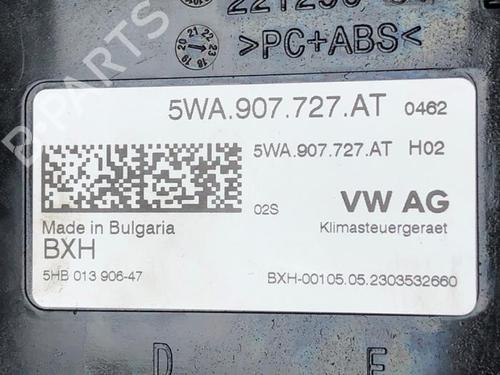 >PC+ABS<
5WA.907.727.AT 0462
5WA.907.727.AT H02
02S VW AG
Made in Bulgaria Klimasteuergeraet
BXH
5HB 013 906-47 BXH-00105.05.2303532660
D E